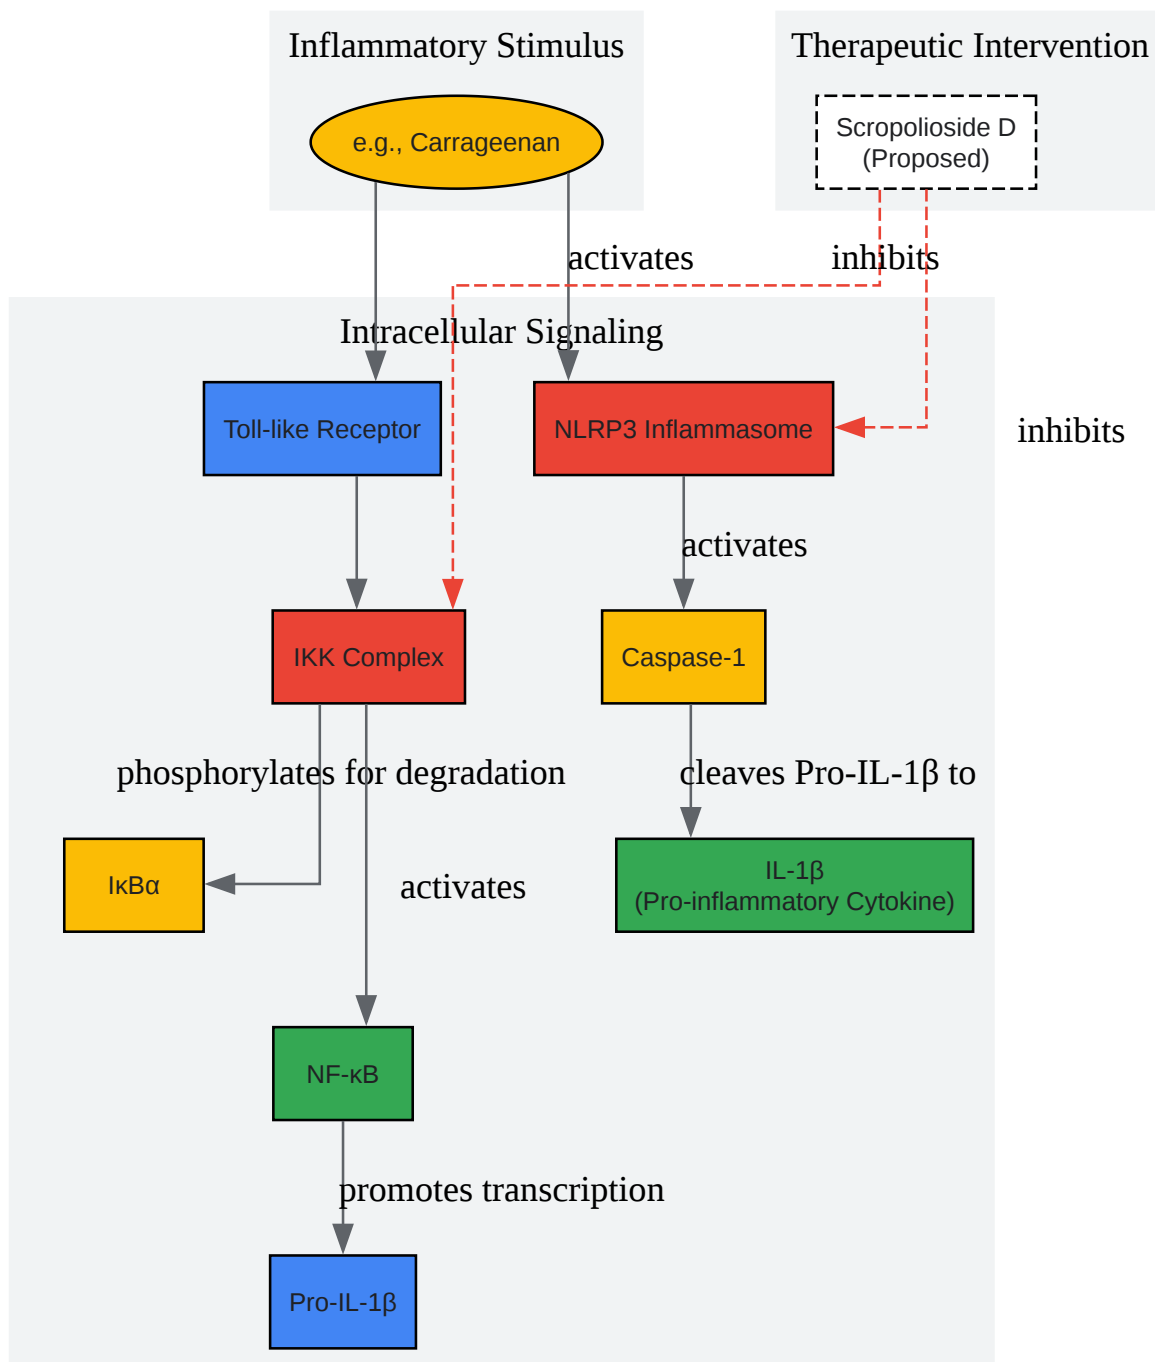 Inflammatory Stimulus
Therapeutic Intervention
e.g., Carrageenan
Scropolioside D
(Proposed)
activates
inhibits
Intracellular Signaling
Toll-like Receptor
NLRP3 Inflammasome
inhibits
activates
IKK Complex
Caspase-1
phosphorylates for degradation
cleaves Pro-IL-1β to
IκBα
activates
IL-1β
(Pro-inflammatory Cytokine)
NF-κB
promotes transcription
Pro-IL-1β